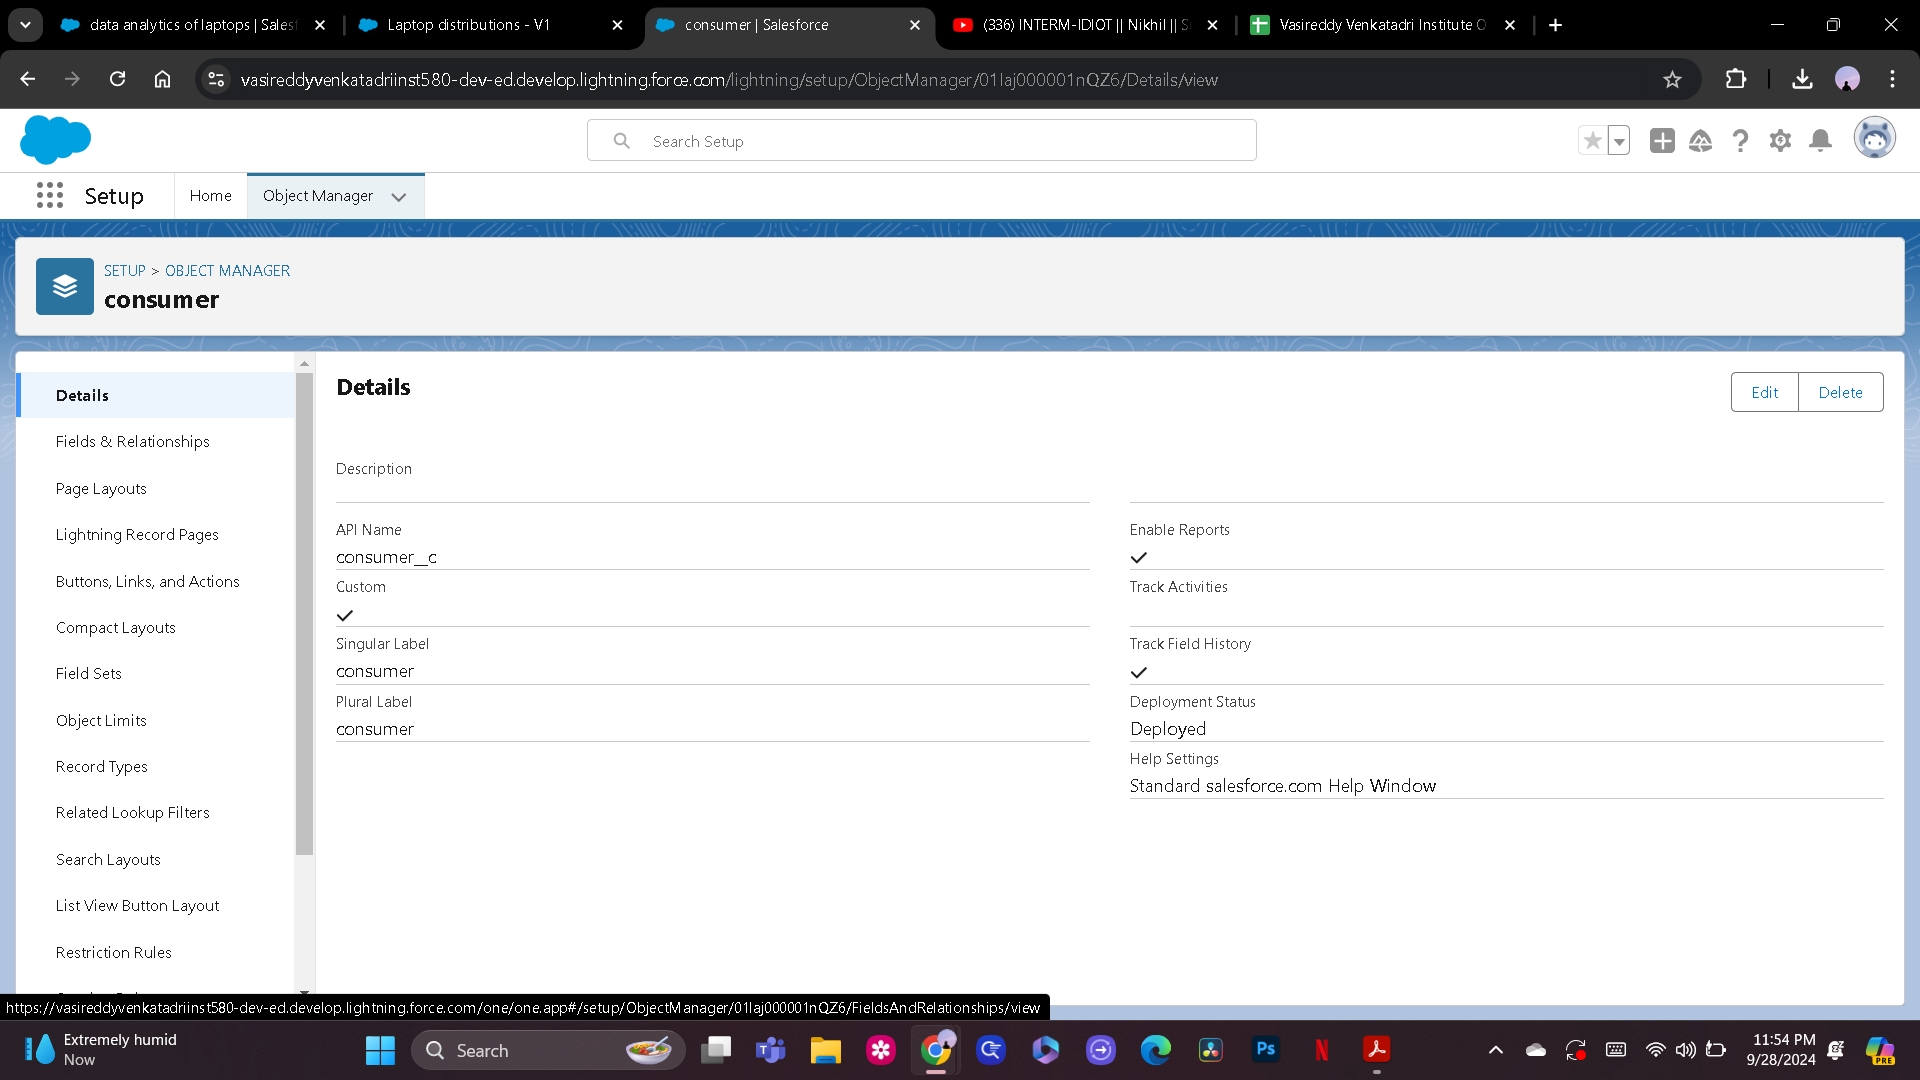 data analytics of laptops | Sales
Laptop distributions - V1
consumer | Salesforce
(336) INTERM-IDIOT || Nikhil || S
Vasireddy Venkatadri Institute O
vasireddyvenkatadriinst580-dev-ed.develop.lightning.force.com/lightning/setup/ObjectManager/01Iaj000001nQZ6/Details/view
Search Setup
Setup
Home
Object Manager
SETUP > OBJECT MANAGER
consumer
Details
Fields & Relationships
Page Layouts
Lightning Record Pages
Buttons, Links, and Actions
Compact Layouts
Field Sets
Object Limits
Record Types
Related Lookup Filters
Search Layouts
List View Button Layout
Restriction Rules
Details
Edit
Delete
Description
API Name
consumer__c
Custom
Singular Label
consumer
Plural Label
consumer
Enable Reports
Track Activities
Track Field History
Deployment Status
Deployed
Help Settings
Standard salesforce.com Help Window
https://vasireddyvenkatadriinst580-dev-ed.develop.lightning.force.com/one/one.app#/setup/ObjectManager/01Iaj000001nQZ6/FieldsAndRelationships/view
Extremely humid
Now
Search
Ps
11:54 PM
9/28/2024
PRE